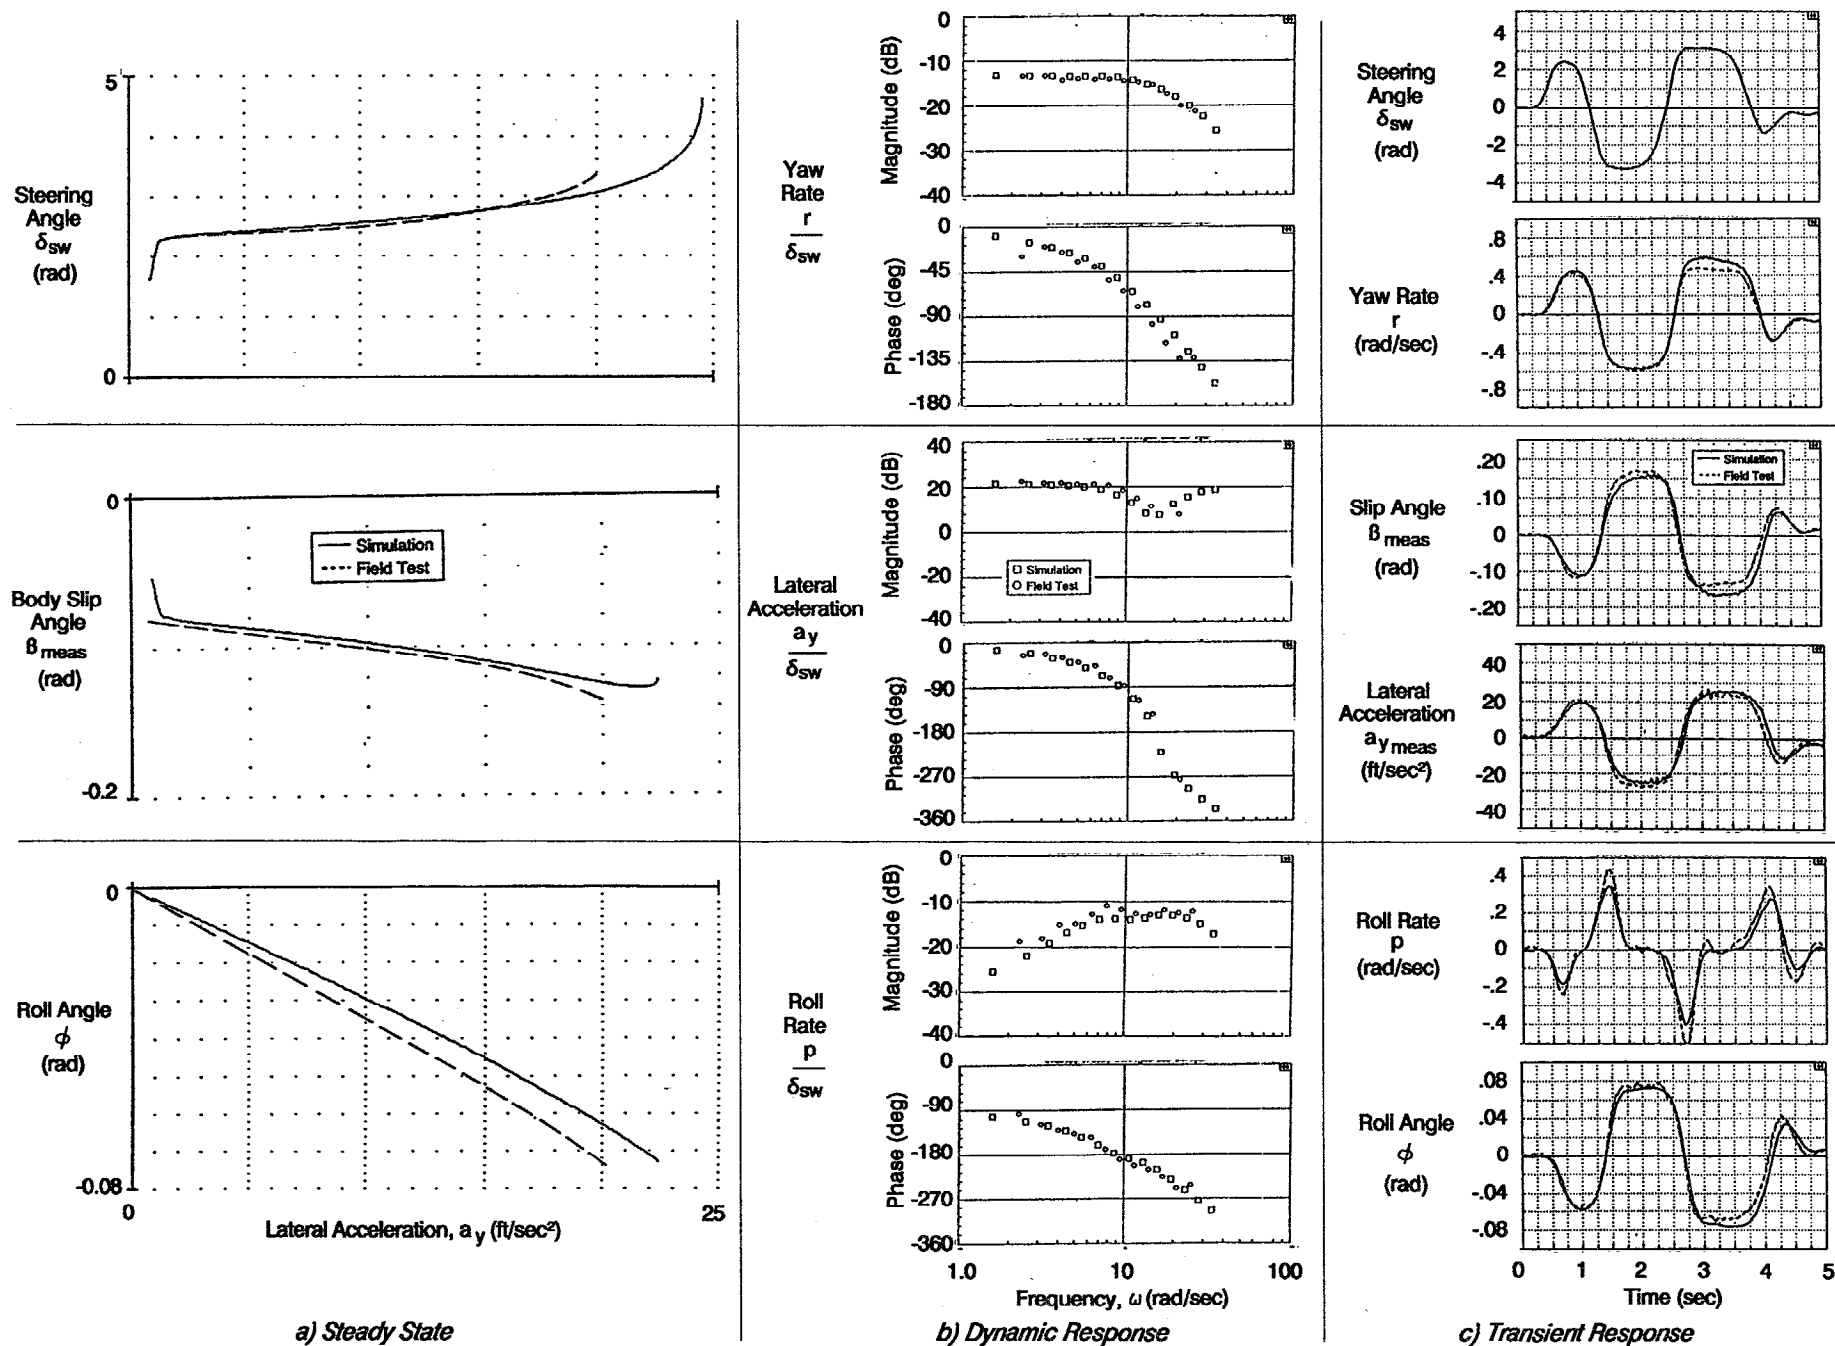 5
Steering
Angle
δsw
(rad)
0
0
Simulation
Field Test
Body Slip
Angle
βmeas
(rad)
-0.2
0
Roll Angle
ϕ
(rad)
-0.08
0
25
Lateral Acceleration, ay (ft/sec²)
a) Steady State
Yaw
Rate
r
δsw
Magnitude (dB)
0
-10
-20
-30
-40
Phase (deg)
0
-45
-90
-135
-180
Lateral
Acceleration
ay
δsw
Magnitude (dB)
40
20
0
-20
-40
Simulation
Field Test
Phase (deg)
0
-90
-180
-270
-360
Roll
Rate
p
δsw
Magnitude (dB)
0
-10
-20
-30
-40
Phase (deg)
0
-90
-180
-270
-360
1.0
10
100
Frequency, ω (rad/sec)
b) Dynamic Response
Steering
Angle
δsw
(rad)
4
2
0
-2
-4
Yaw Rate
r
(rad/sec)
.8
.4
0
-.4
-.8
Slip Angle
βmeas
(rad)
.20
.10
0
-.10
-.20
Simulation
Field Test
Lateral
Acceleration
ay meas
(ft/sec²)
40
20
0
-20
-40
Roll Rate
p
(rad/sec)
.4
.2
0
-.2
-.4
Roll Angle
ϕ
(rad)
.08
.04
0
-.04
-.08
0
1
2
3
4
5
Time (sec)
c) Transient Response